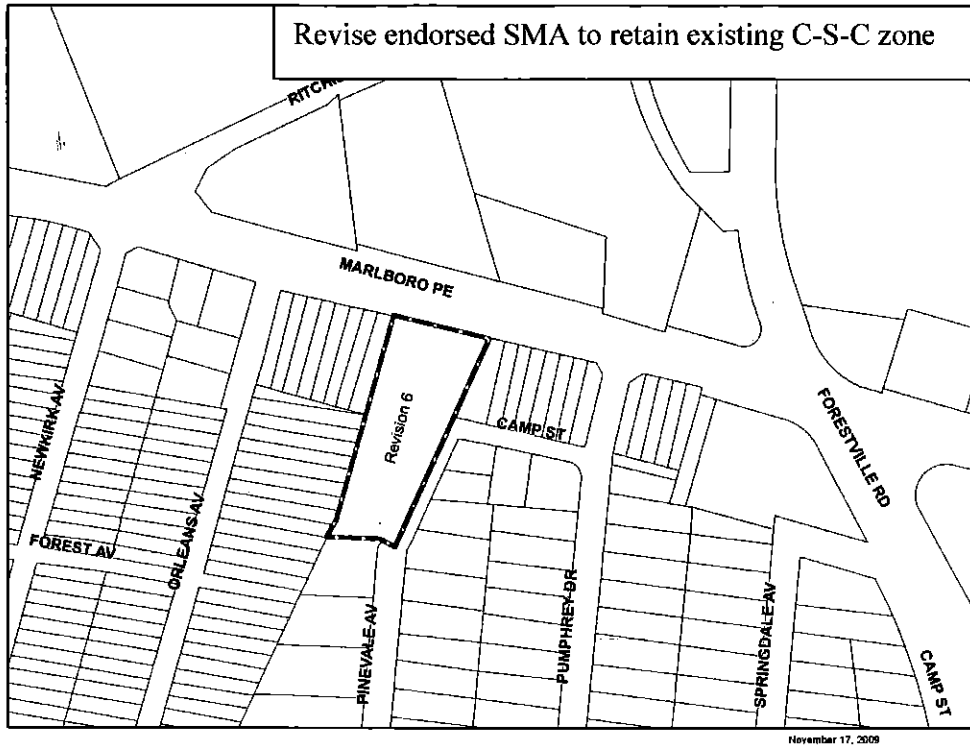 Revise endorsed SMA to retain existing C-S-C zone
MARLBORO PE
Revision 6
CAMP ST
NEWKIRK AV
FORESTVILLE RD
ORLEANS AV
FOREST AV
PINEVALE AV
PUMPHREY DR
SPRINGDALE AV
CAMP ST
November 17, 2009